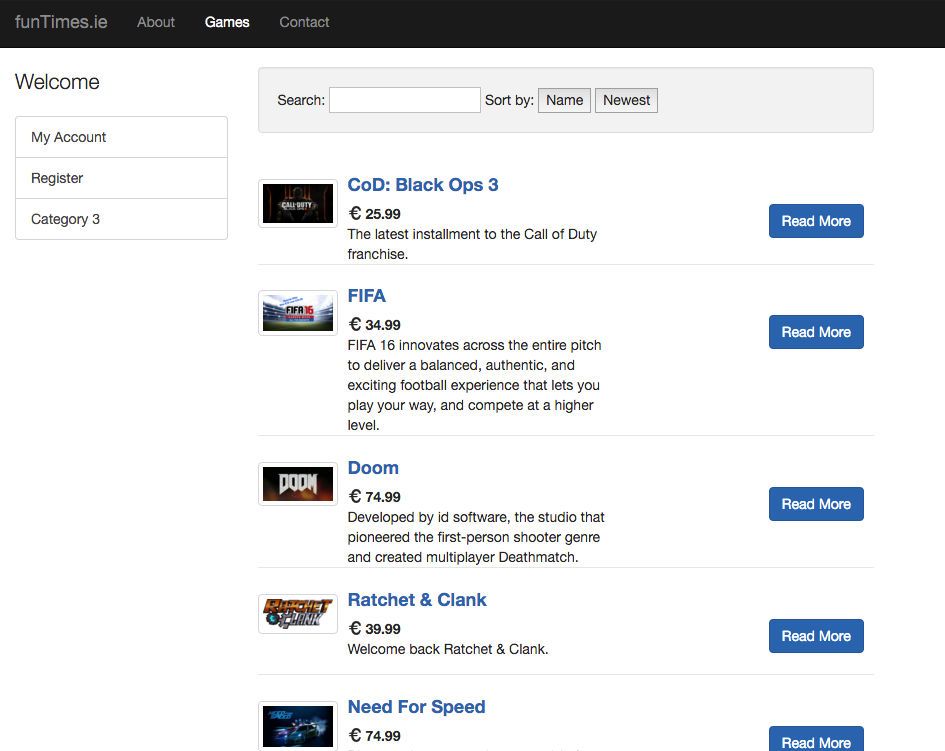 funTimes.ie About Games Contact
Welcome
My Account
Register
Category 3
Search: Sort by: Name Newest
CALL OF DUTY
CoD: Black Ops 3
€ 25.99
The latest installment to the Call of Duty
franchise.
Read More
FIFA 16
FIFA
€ 34.99
FIFA 16 innovates across the entire pitch
to deliver a balanced, authentic, and
exciting football experience that lets you
play your way, and compete at a higher
level.
Read More
DOOM
Doom
€ 74.99
Developed by id software, the studio that
pioneered the first-person shooter genre
and created multiplayer Deathmatch.
Read More
RATCHET
CLANK
Ratchet & Clank
€ 39.99
Welcome back Ratchet & Clank.
Read More
NEED FOR
SPEED
Need For Speed
€ 74.99
Read More